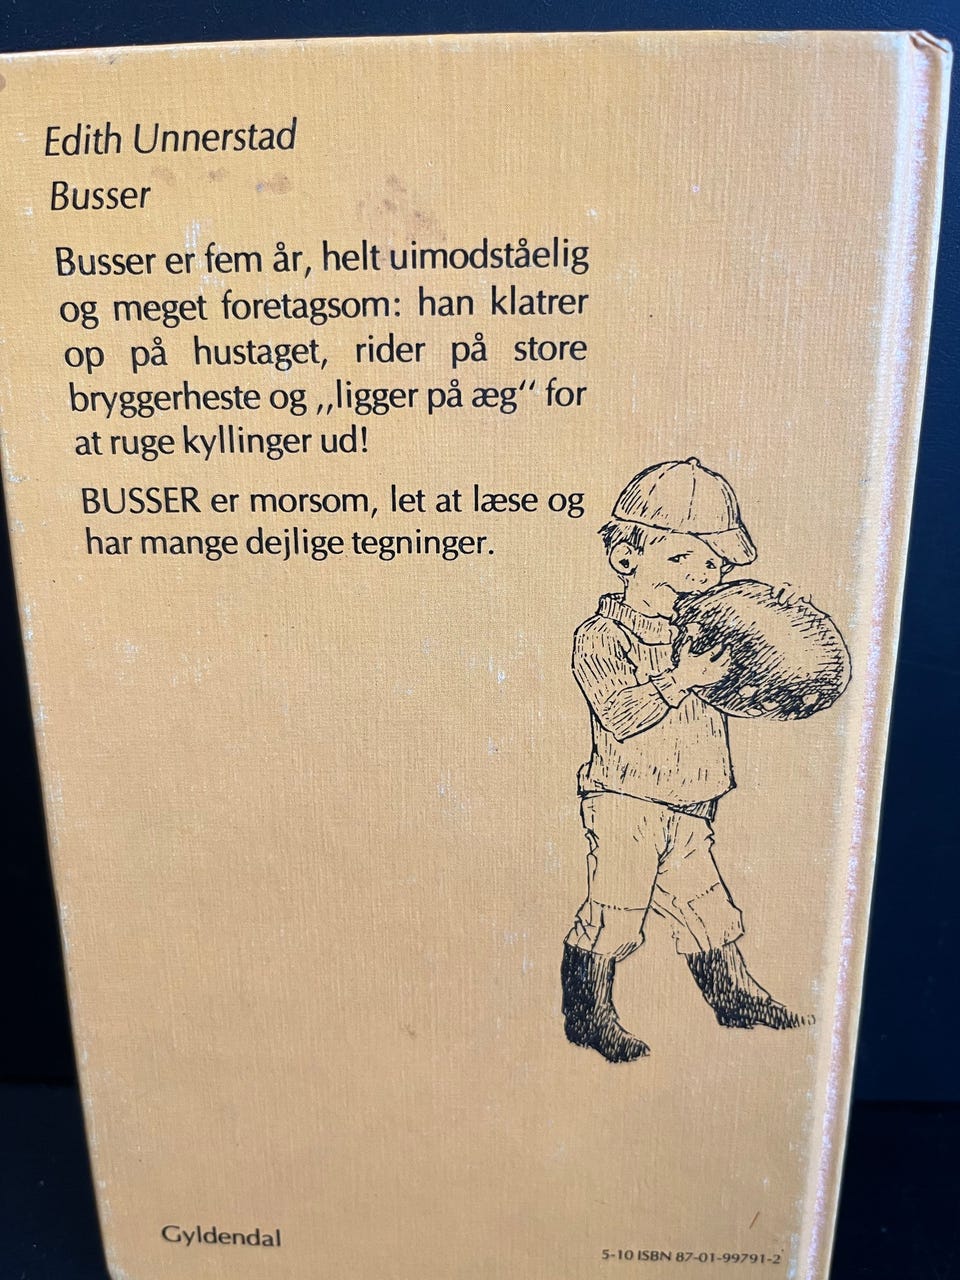 Edith Unnerstad
Busser
Busser er fem år, helt uimodståelig
og meget foretagsom: han klatrer
op på hustaget, rider på store
bryggerheste og ,,ligger på æg“ for
at ruge kyllinger ud!
BUSSER er morsom, let at læse og
har mange dejlige tegninger.
Gyldendal
5-10 ISBN 87-01-99791-2